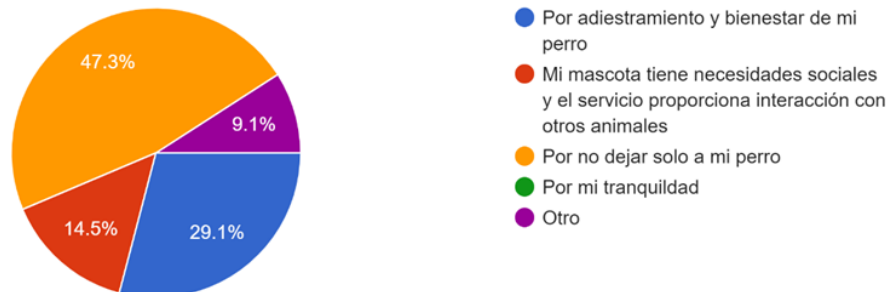 47.3%
9.1%
14.5%
29.1%
Por adiestramiento y bienestar de mi
perro
Mi mascota tiene necesidades sociales
y el servicio proporciona interacción con
otros animales
Por no dejar solo a mi perro
Por mi tranquildad
Otro